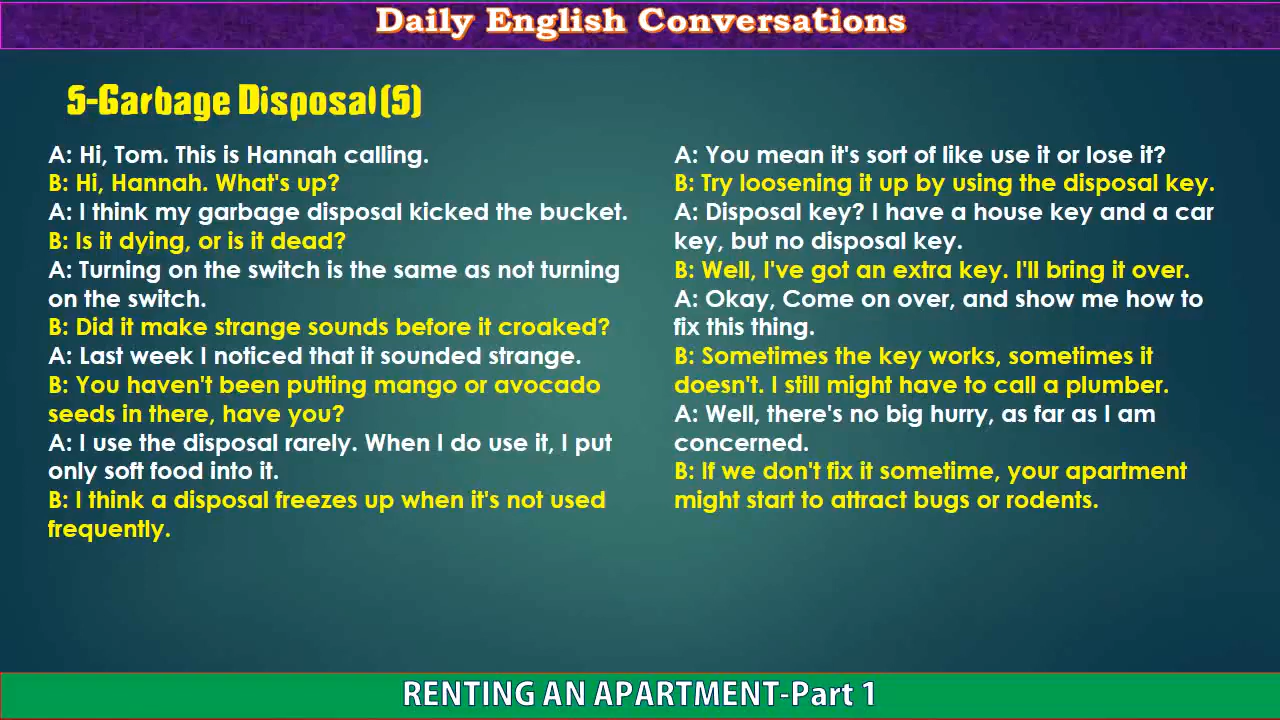 Daily English Conversations
5-Garbage Disposal(5)
A: Hi, Tom. This is Hannah calling.
B: Hi, Hannah. What's up?
A: I think my garbage disposal kicked the bucket.
B: Is it dying, or is it dead?
A: Turning on the switch is the same as not turning
on the switch.
B: Did it make strange sounds before it croaked?
A: Last week I noticed that it sounded strange.
B: You haven't been putting mango or avocado
seeds in there, have you?
A: I use the disposal rarely. When I do use it, I put
only soft food into it.
B: I think a disposal freezes up when it's not used
frequently.
A: You mean it's sort of like use it or lose it?
B: Try loosening it up by using the disposal key.
A: Disposal key? I have a house key and a car
key, but no disposal key.
B: Well, I've got an extra key. I'll bring it over.
A: Okay, Come on over, and show me how to
fix this thing.
B: Sometimes the key works, sometimes it
doesn't. I still might have to call a plumber.
A: Well, there's no big hurry, as far as I am
concerned.
B: If we don't fix it sometime, your apartment
might start to attract bugs or rodents.
RENTING AN APARTMENT-Part 1